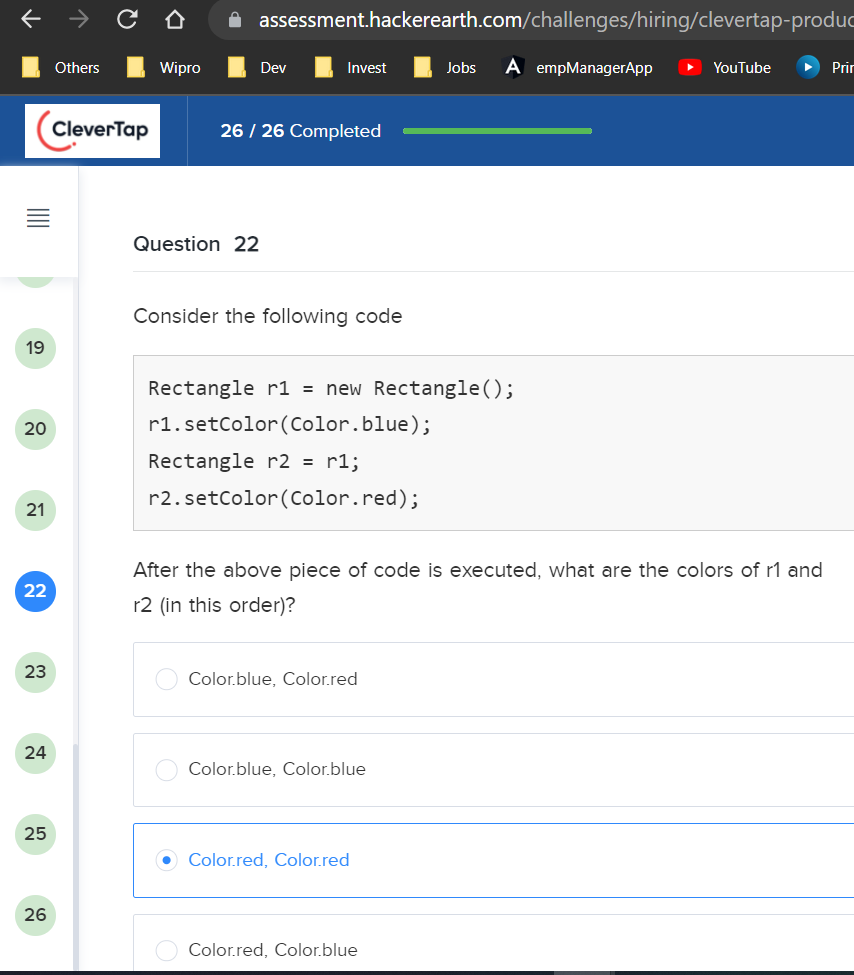 assessment.hackerearth.com/challenges/hiring/clevertap-produc
Others Wipro Dev Invest Jobs empManagerApp YouTube Prin
CleverTap 26 / 26 Completed
Question 22
Consider the following code
Rectangle r1 = new Rectangle();
r1.setColor(Color.blue);
Rectangle r2 = r1;
r2.setColor(Color.red);
After the above piece of code is executed, what are the colors of r1 and
r2 (in this order)?
Color.blue, Color.red
Color.blue, Color.blue
Color.red, Color.red
Color.red, Color.blue
19
20
21
22
23
24
25
26